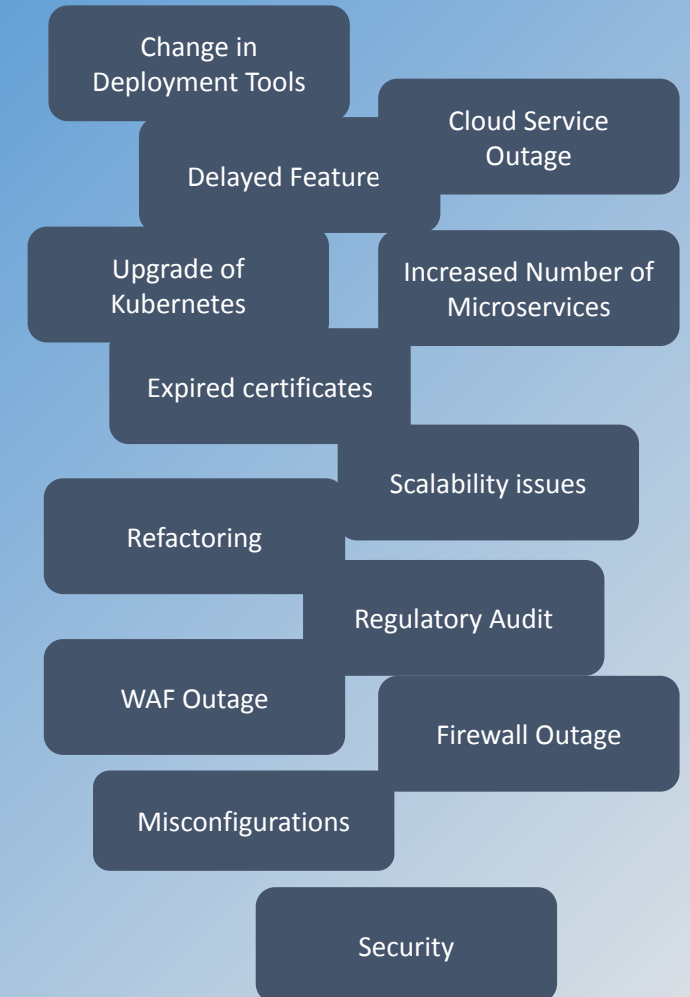 Change in
Deployment Tools
Cloud Service
Outage
Delayed Feature
Upgrade of
Kubernetes
Increased Number of
Microservices
Expired certificates
Scalability issues
Refactoring
Regulatory Audit
WAF Outage
Firewall Outage
Misconfigurations
Security